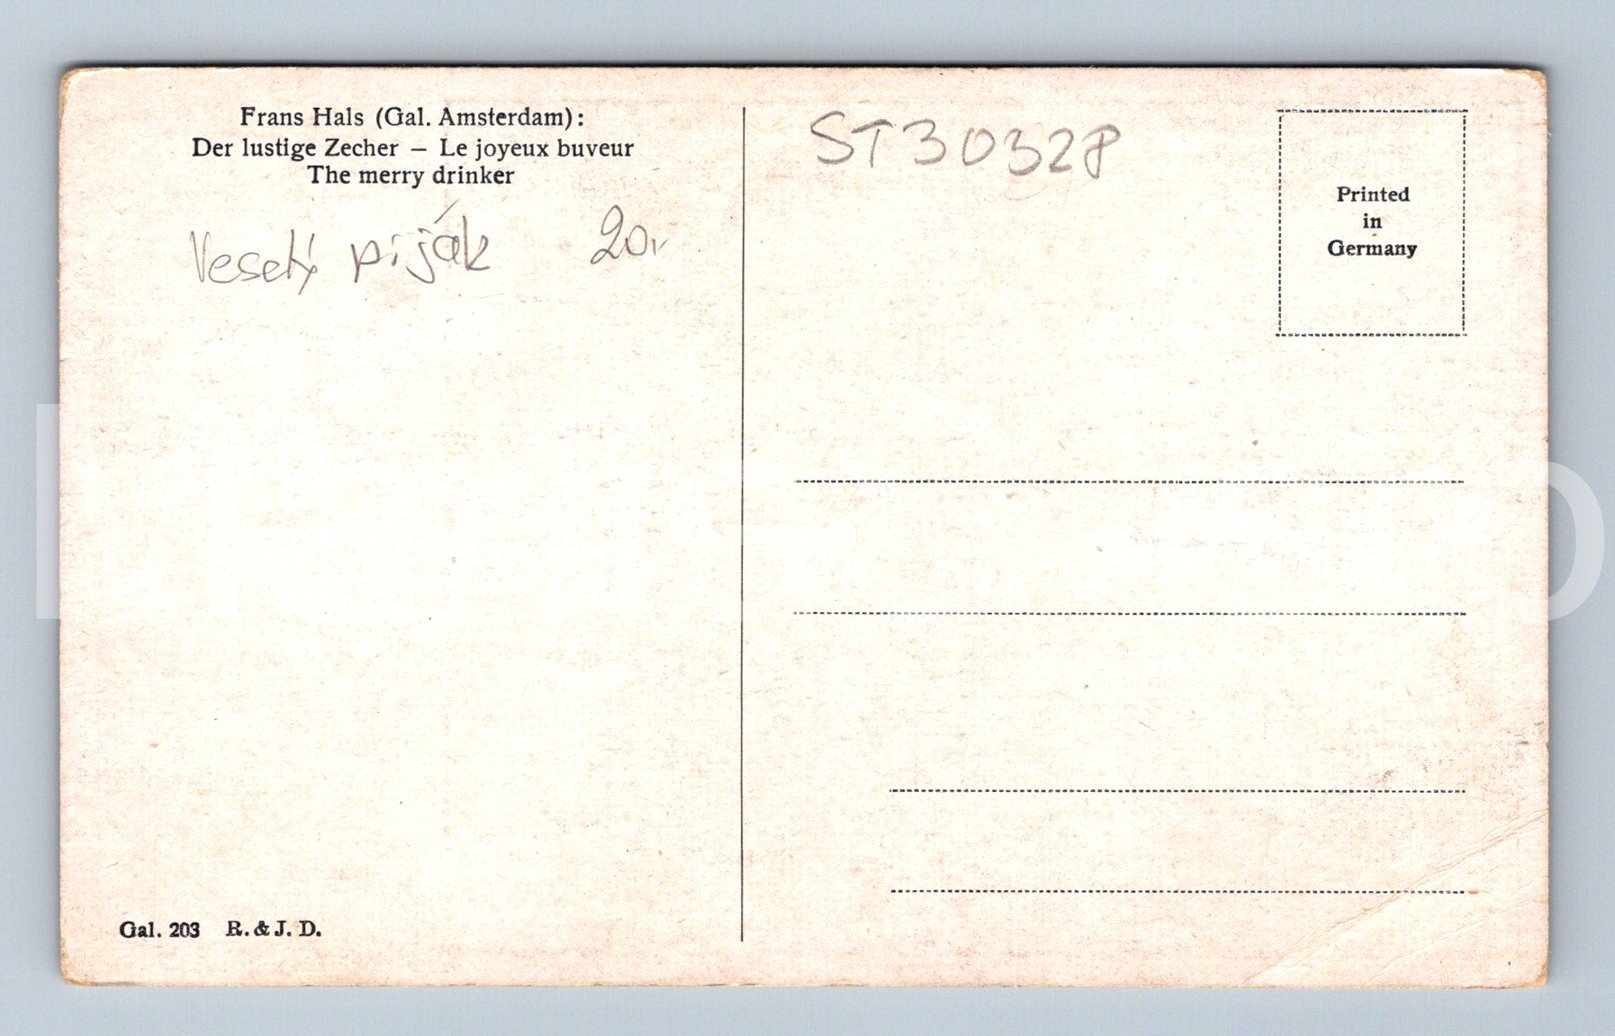 Frans Hals (Gal. Amsterdam):
Der lustige Zecher – Le joyeux buveur
The merry drinker
Veselý piják 20,-
ST30328
Printed
in
Germany
Gal. 203 R. & J. D.